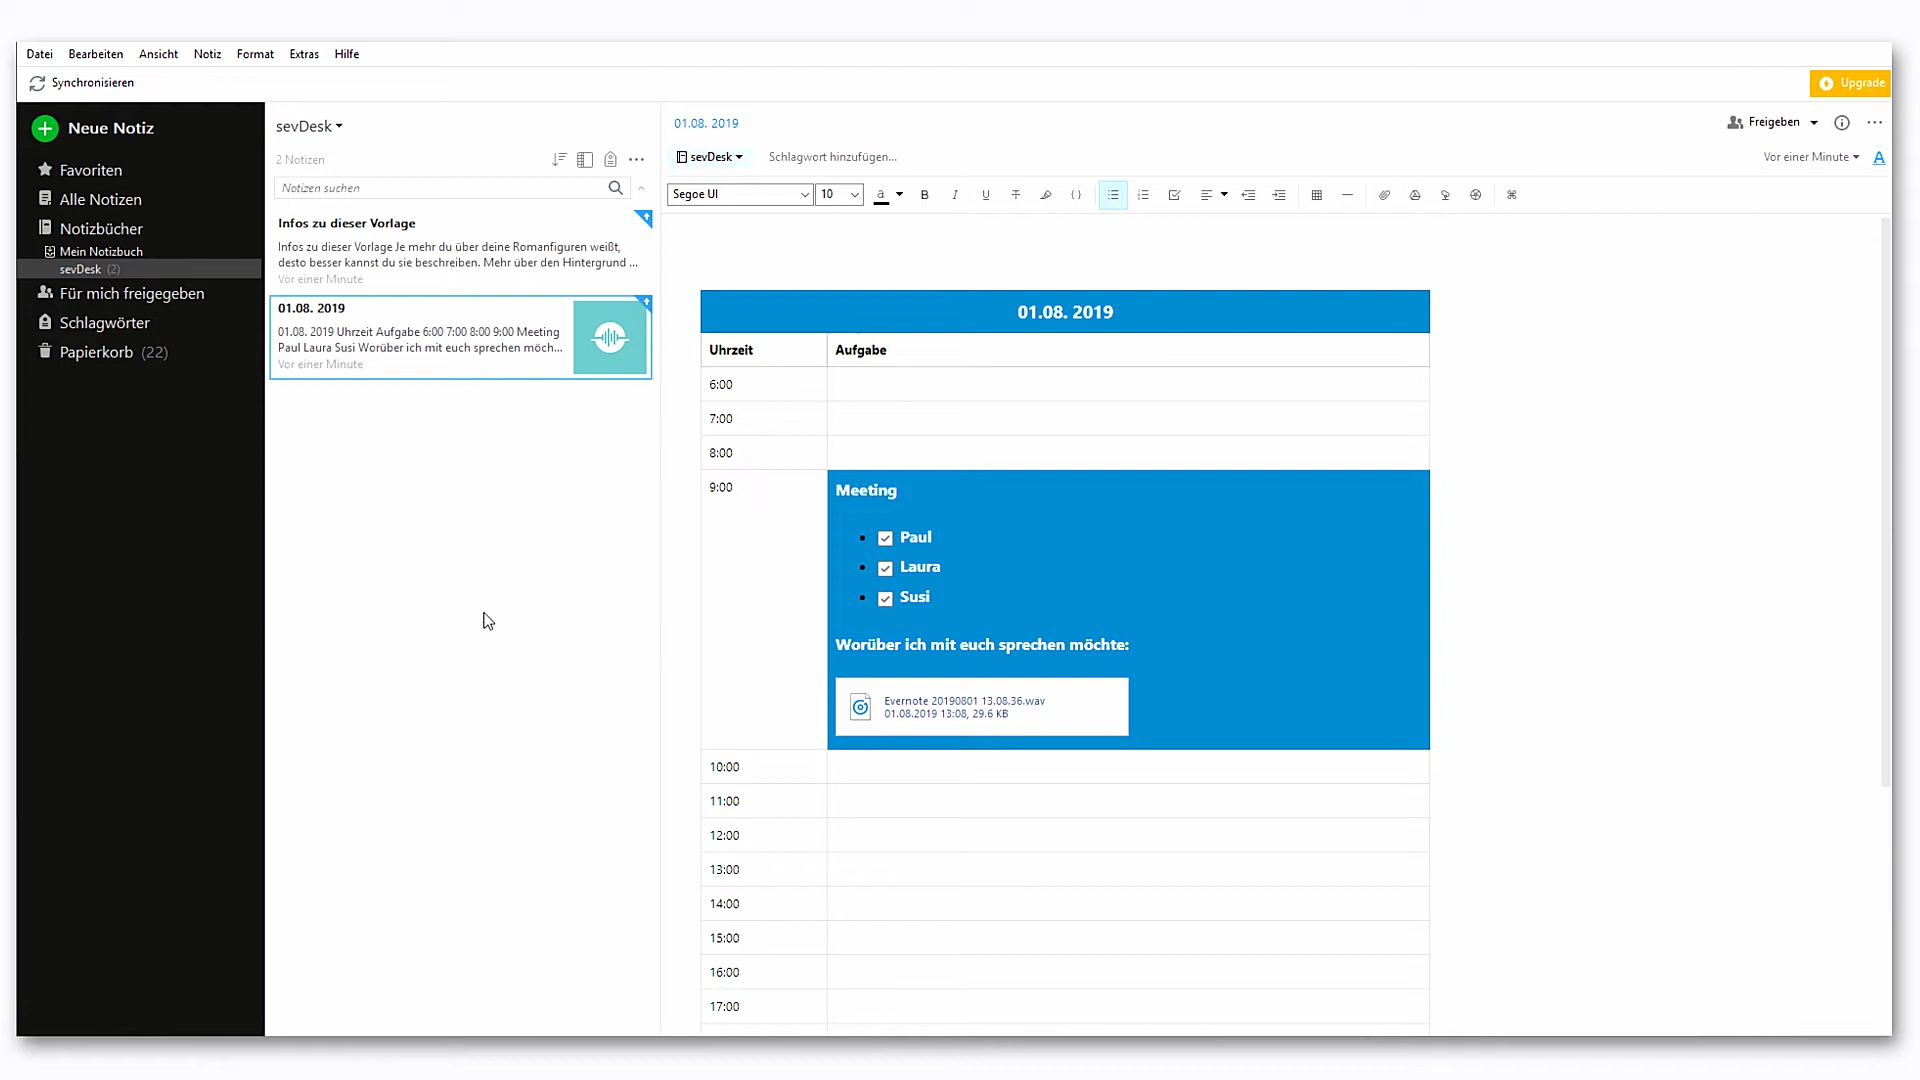 Datei Bearbeiten Ansicht Notiz Format Extras Hilfe
Synchronisieren
Upgrade
Neue Notiz
Favoriten
Alle Notizen
Notizbücher
Mein Notizbuch
sevDesk (2)
Für mich freigegeben
Schlagwörter
Papierkorb (22)
sevDesk
2 Notizen
Notizen suchen
Infos zu dieser Vorlage
Infos zu dieser Vorlage Je mehr du über deine Romanfiguren weißt,
desto besser kannst du sie beschreiben. Mehr über den Hintergrund ...
Vor einer Minute
01.08. 2019
01.08. 2019 Uhrzeit Aufgabe 6:00 7:00 8:00 9:00 Meeting
Paul Laura Susi Worüber ich mit euch sprechen möch...
Vor einer Minute
01.08. 2019
Freigeben
sevDesk Schlagwort hinzufügen...
Vor einer Minute A
Segoe UI 10 a B I U T
01.08. 2019
Uhrzeit Aufgabe
6:00
7:00
8:00
9:00
Meeting
Paul
Laura
Susi
Worüber ich mit euch sprechen möchte:
Evernote 20190801 13.08.36.wav
01.08.2019 13:08, 29.6 KB
10:00
11:00
12:00
13:00
14:00
15:00
16:00
17:00